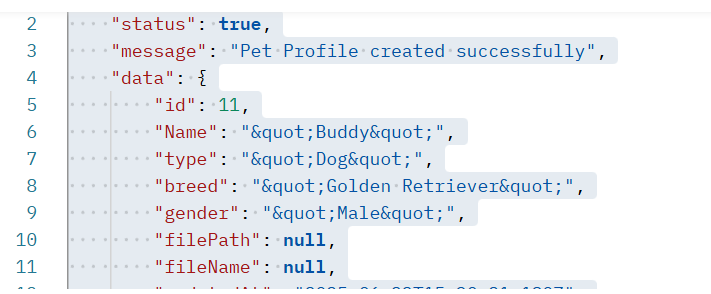 2 "status": true,
3 "message": "Pet Profile created successfully",
4 "data": {
5 "id": 11,
6 "Name": "&quot;Buddy&quot;",
7 "type": "&quot;Dog&quot;",
8 "breed": "&quot;Golden Retriever&quot;",
9 "gender": "&quot;Male&quot;",
10 "filePath": null,
11 "fileName": null,